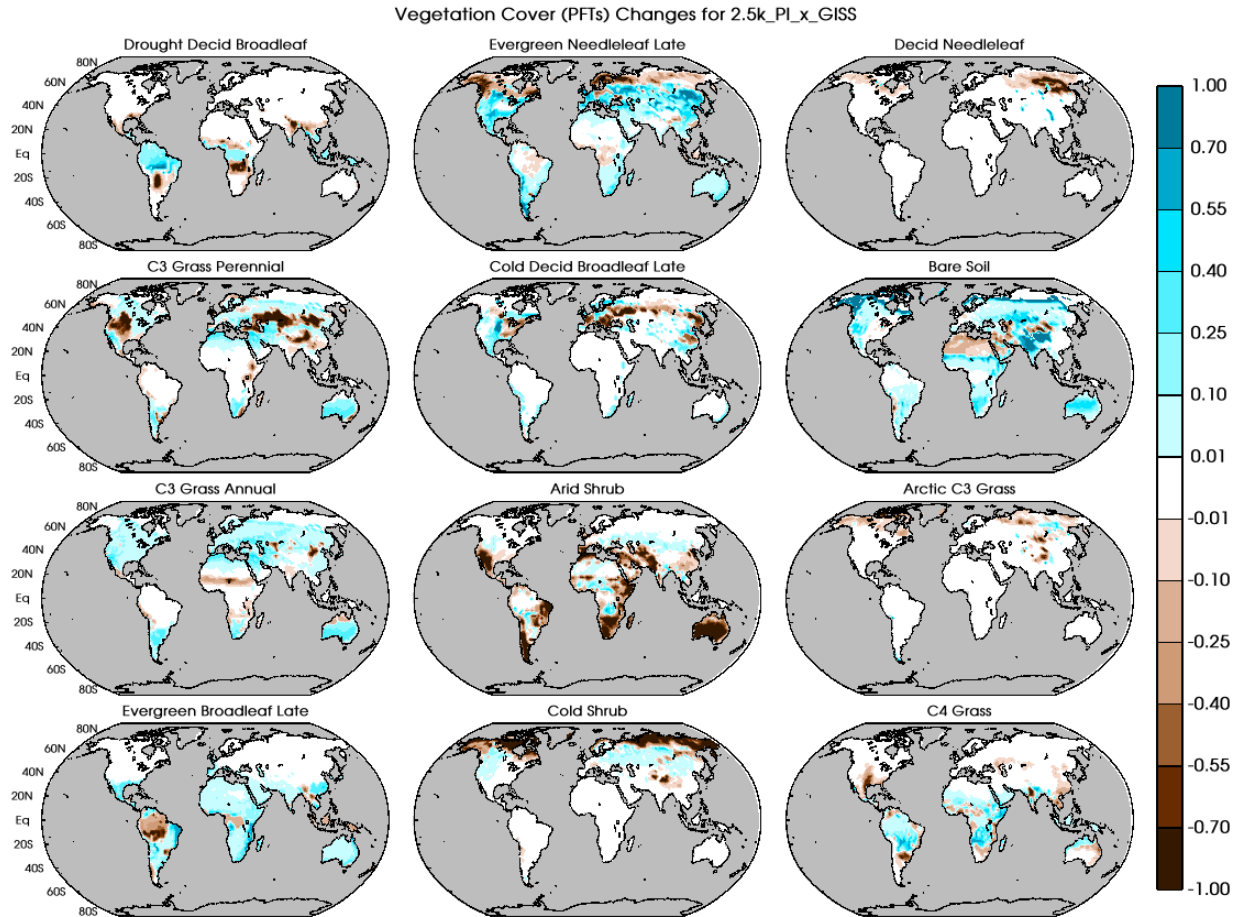 Vegetation Cover (PFTs) Changes for 2.5k_PI_x_GISS
Drought Decid Broadleaf
Evergreen Needleleaf Late
Decid Needleleaf
80N
60N
40N
20N
Eq
20S
40S
60S
80S
C3 Grass Perennial
Cold Decid Broadleaf Late
Bare Soil
80N
60N
40N
20N
Eq
20S
40S
60S
80S
C3 Grass Annual
Arid Shrub
Arctic C3 Grass
80N
60N
40N
20N
Eq
20S
40S
60S
80S
Evergreen Broadleaf Late
Cold Shrub
C4 Grass
80N
60N
40N
20N
Eq
20S
40S
60S
80S
1.00
0.70
0.55
0.40
0.25
0.10
0.01
-0.01
-0.10
-0.25
-0.40
-0.55
-0.70
-1.00